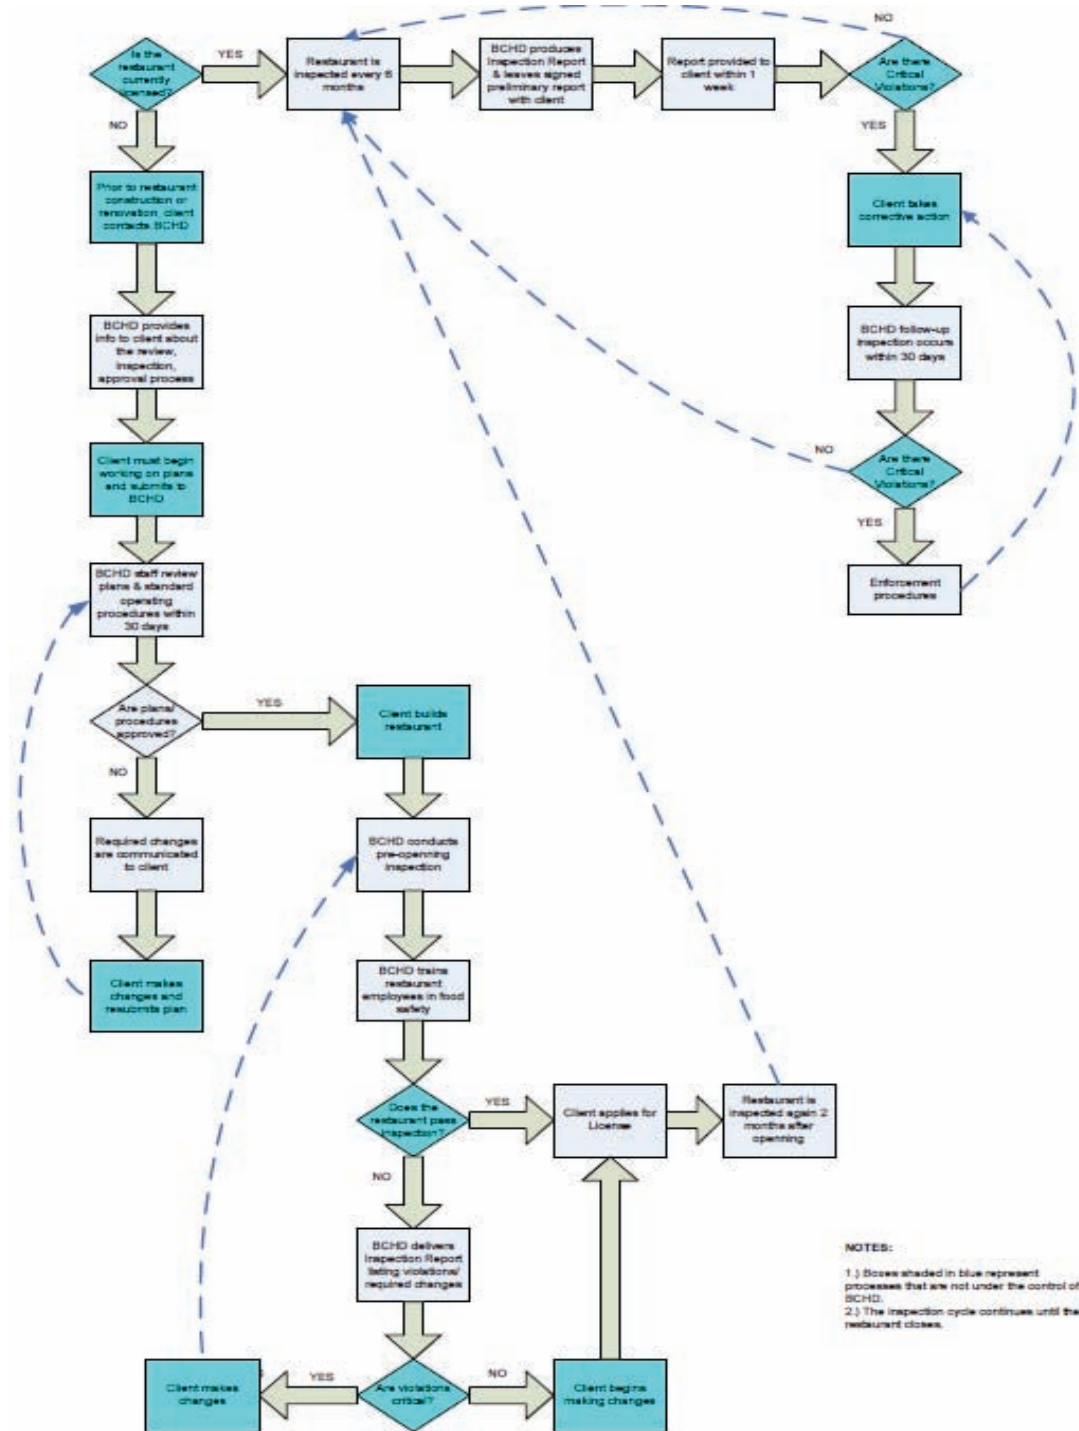 Is the
restaurant
currently
licensed?
YES
Restaurant is
inspected every 6
months
BCHD produces
Inspection Report
& leaves signed
preliminary report
with client
Report provided to
client within 1
week
Are there
Critical
Violations?
NO
NO
YES
Prior to restaurant
construction or
renovation, client
contacts BCHD
Client takes
corrective action
BCHD provides
info to client about
the review,
inspection,
approval process
BCHD follow-up
inspection occurs
within 30 days
Client must begin
working on plans
and submits to
BCHD
NO
Are there
Critical
Violations?
YES
BCHD staff review
plans & standard
operating
procedures within
30 days
Enforcement
procedures
Are plans/
procedures
approved?
YES
Client builds
restaurant
NO
Required changes
are communicated
to client
BCHD conducts
pre-openning
inspection
Client makes
changes and
resubmits plan
BCHD trains
restaurant
employees in food
safety
Does the
restaurant pass
inspection?
YES
Client applies for
License
Restaurant is
inspected again 2
months after
openning
NO
BCHD delivers
Inspection Report
listing violations/
required changes
NOTES:
1.) Boxes shaded in blue represent
processes that are not under the control of
BCHD.
2.) The inspection cycle continues until the
restaurant closes.
Client makes
changes
YES
Are violations
critical?
NO
Client begins
making changes